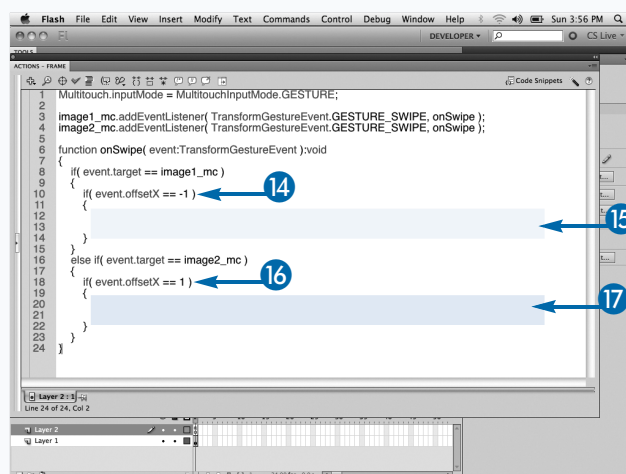 Flash File Edit View Insert Modify Text Commands Control Debug Window Help Sun 3:56 PM
Fl DEVELOPER CS Live
TOOLS
ACTIONS – FRAME
Code Snippets
1 Multitouch.inputMode = MultitouchInputMode.GESTURE;
2
3 image1_mc.addEventListener( TransformGestureEvent.GESTURE_SWIPE, onSwipe );
4 image2_mc.addEventListener( TransformGestureEvent.GESTURE_SWIPE, onSwipe );
5
6 function onSwipe( event:TransformGestureEvent ):void
7 {
8 if( event.target == image1_mc )
9 {
10 if( event.offsetX == -1 ) 14
11 {
12
13 15
14 }
15 }
16 else if( event.target == image2_mc )
17 {
18 if( event.offsetX == 1 ) 16
19 {
20 17
21
22 }
23 }
24 }
Layer 2 : 1
Line 24 of 24, Col 2
Layer 2
Layer 1